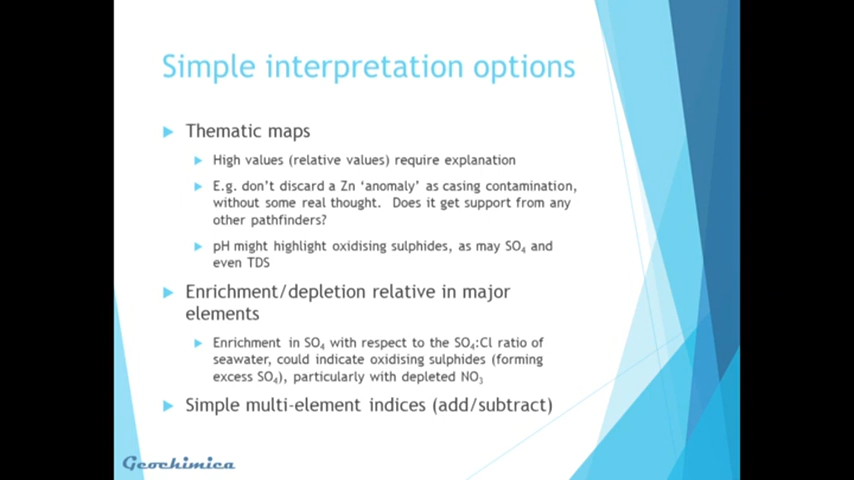 Simple interpretation options
Thematic maps
High values (relative values) require explanation
E.g. don't discard a Zn 'anomaly' as casing contamination,
without some real thought. Does it get support from any
other pathfinders?
pH might highlight oxidising sulphides, as may SO₄ and
even TDS
Enrichment/depletion relative in major
elements
Enrichment in SO₄ with respect to the SO₄:Cl ratio of
seawater, could indicate oxidising sulphides (forming
excess SO₄), particularly with depleted NO₃
Simple multi-element indices (add/subtract)
Geochimica